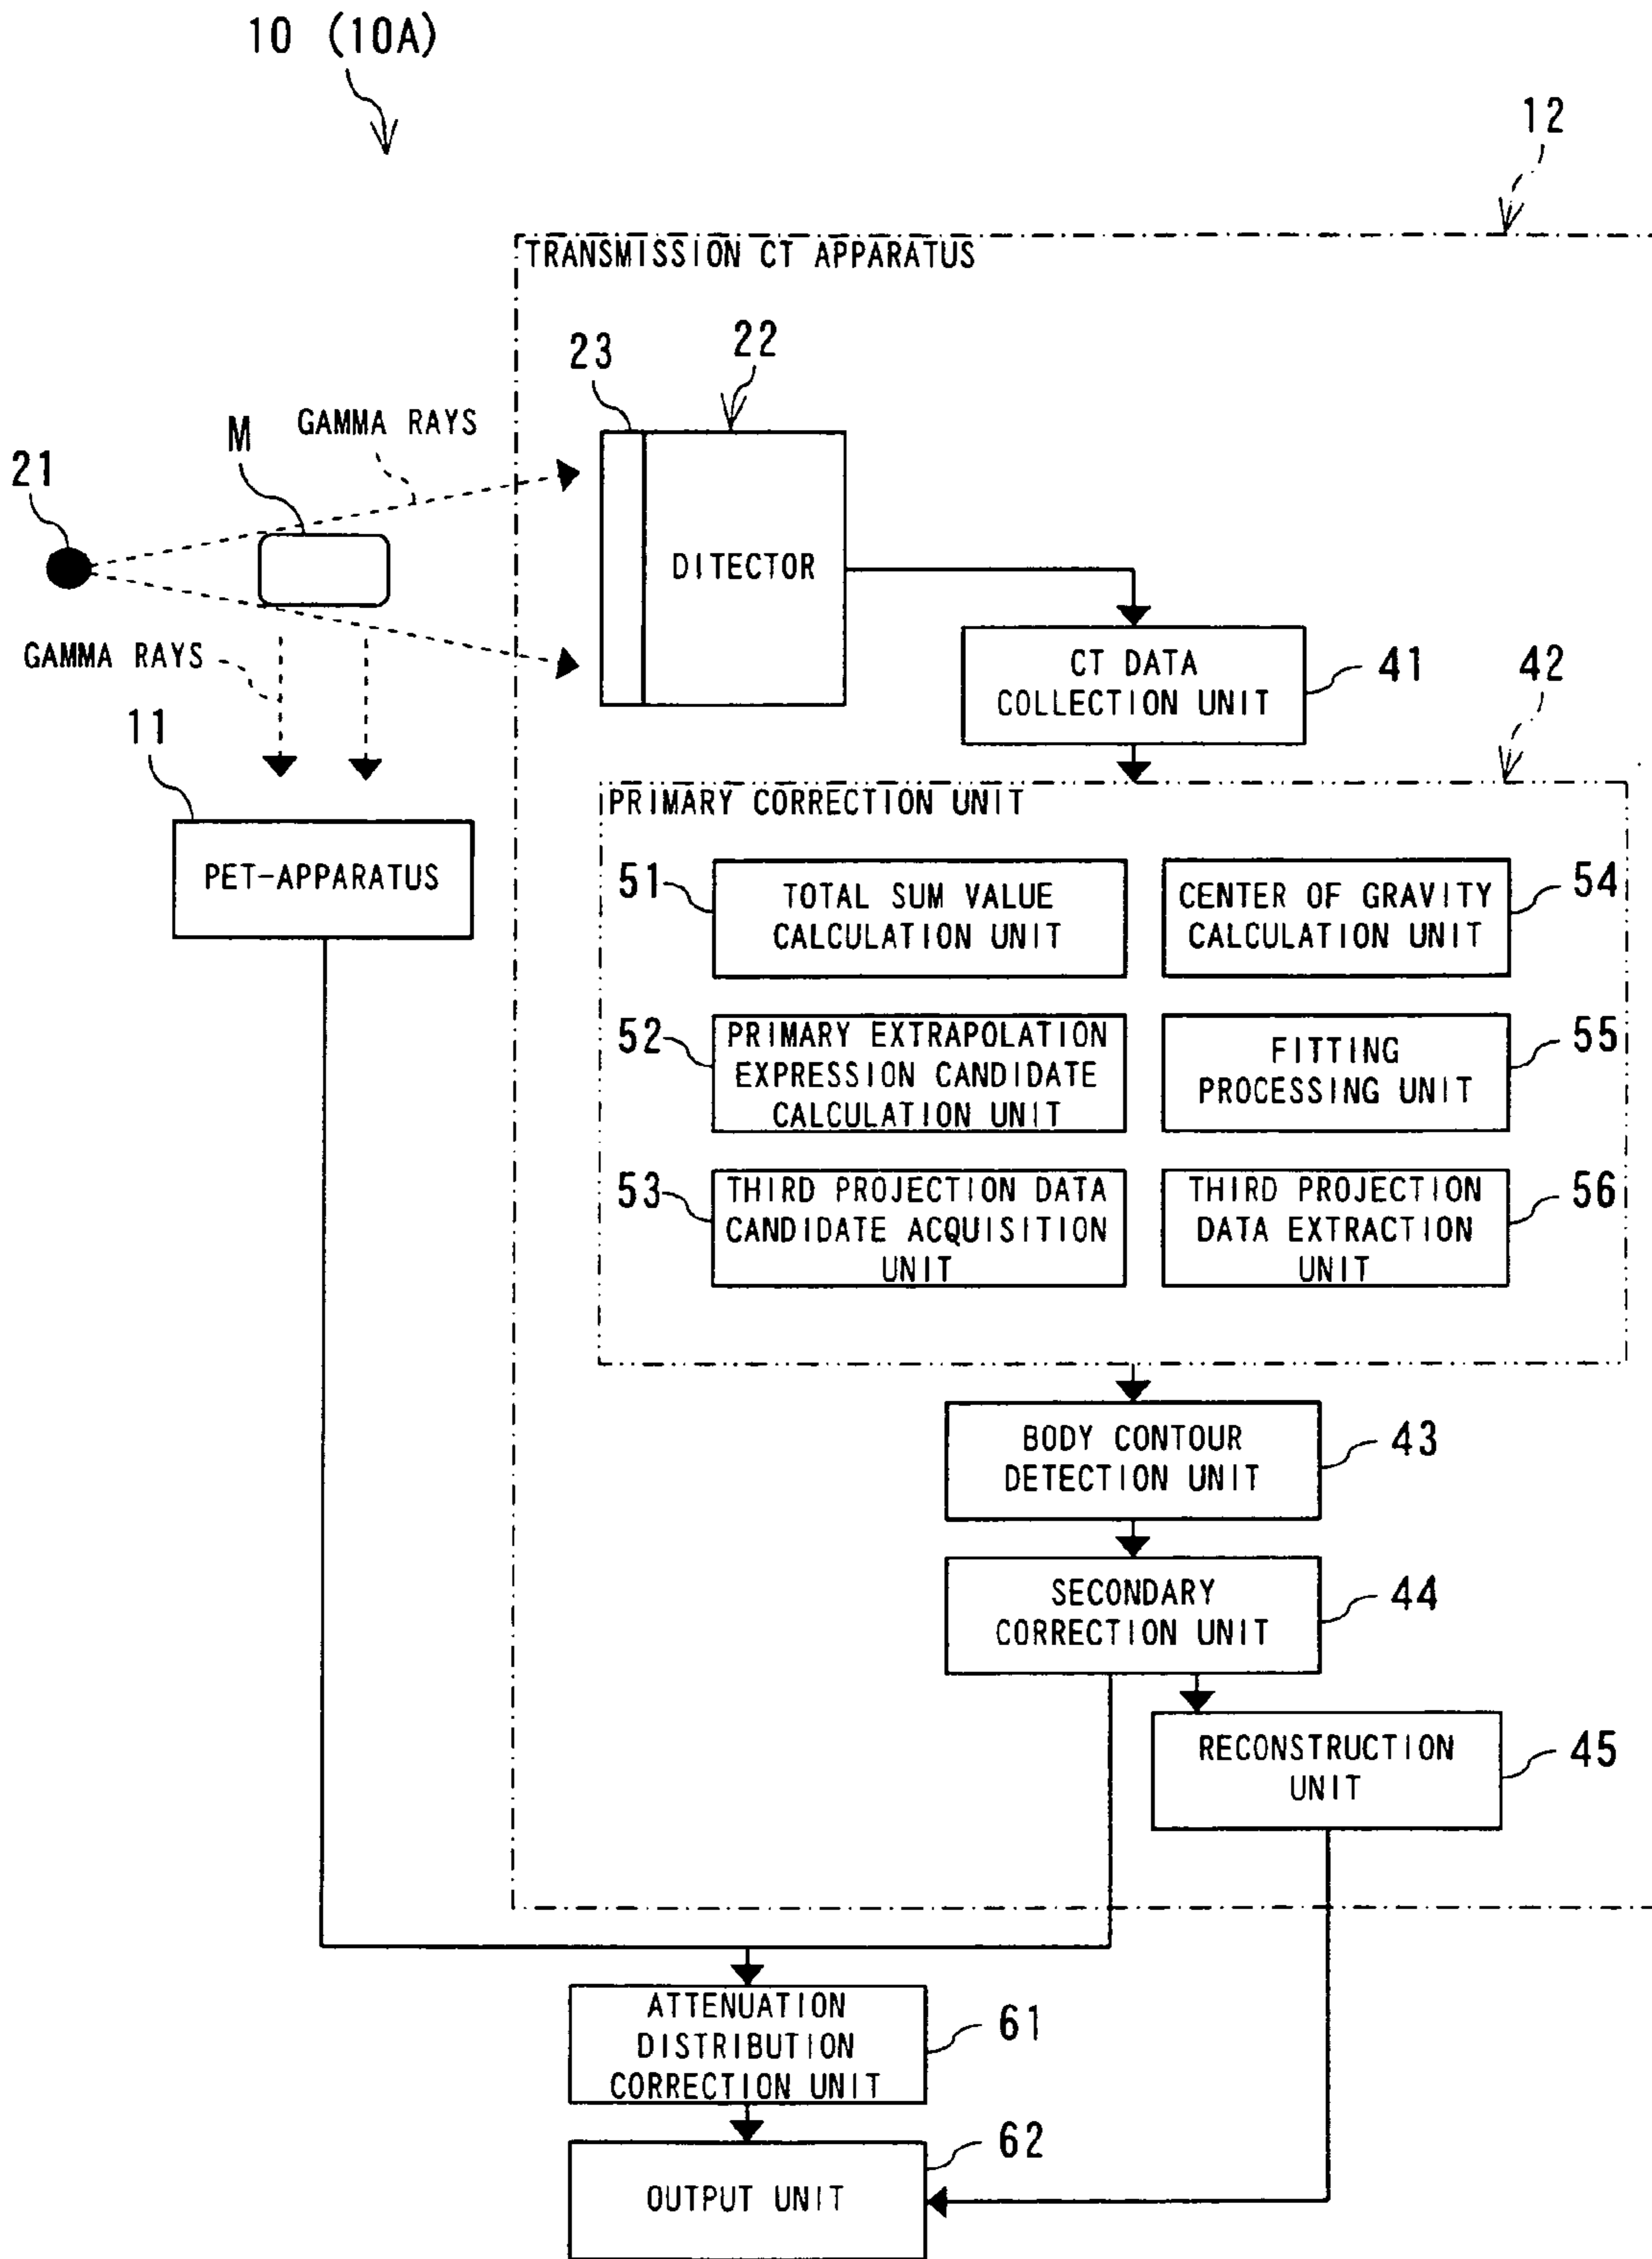 10 (10A)
12
TRANSMISSION CT APPARATUS
23
22
M
GAMMA RAYS
21
DITECTOR
GAMMA RAYS
CT DATA
COLLECTION UNIT
41
42
11
PET-APPARATUS
PRIMARY CORRECTION UNIT
51
TOTAL SUM VALUE
CALCULATION UNIT
CENTER OF GRAVITY
CALCULATION UNIT
54
52
PRIMARY EXTRAPOLATION
EXPRESSION CANDIDATE
CALCULATION UNIT
FITTING
PROCESSING UNIT
55
53
THIRD PROJECTION DATA
CANDIDATE ACQUISITION
UNIT
THIRD PROJECTION
DATA EXTRACTION
UNIT
56
BODY CONTOUR
DETECTION UNIT
43
SECONDARY
CORRECTION UNIT
44
RECONSTRUCTION
UNIT
45
ATTENUATION
DISTRIBUTION
CORRECTION UNIT
61
OUTPUT UNIT
62